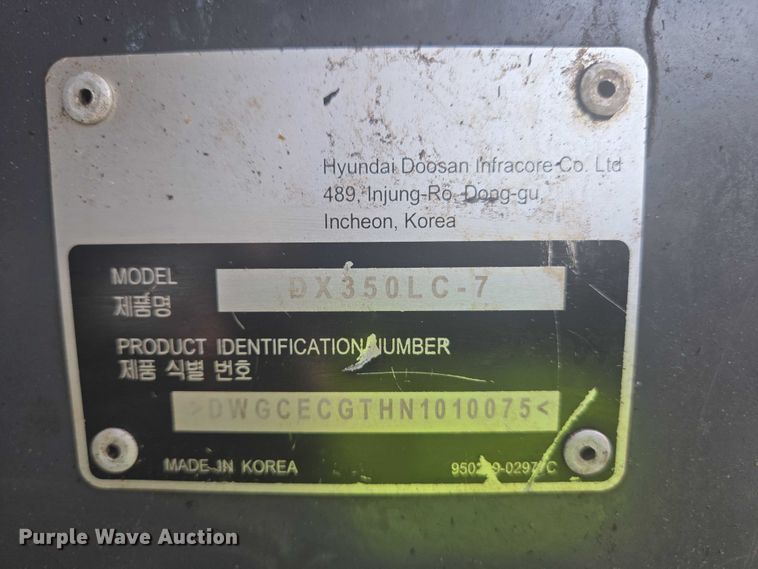 Hyundai Doosan Infracore Co. Ltd
489, Injung-Ro Dong-gu,
Incheon, Korea
MODEL DX350LC-7
제품명
PRODUCT IDENTIFICATION NUMBER
제품 식별 번호
>DWGCECGTHN1010075<
MADE IN KOREA
Purple Wave Auction